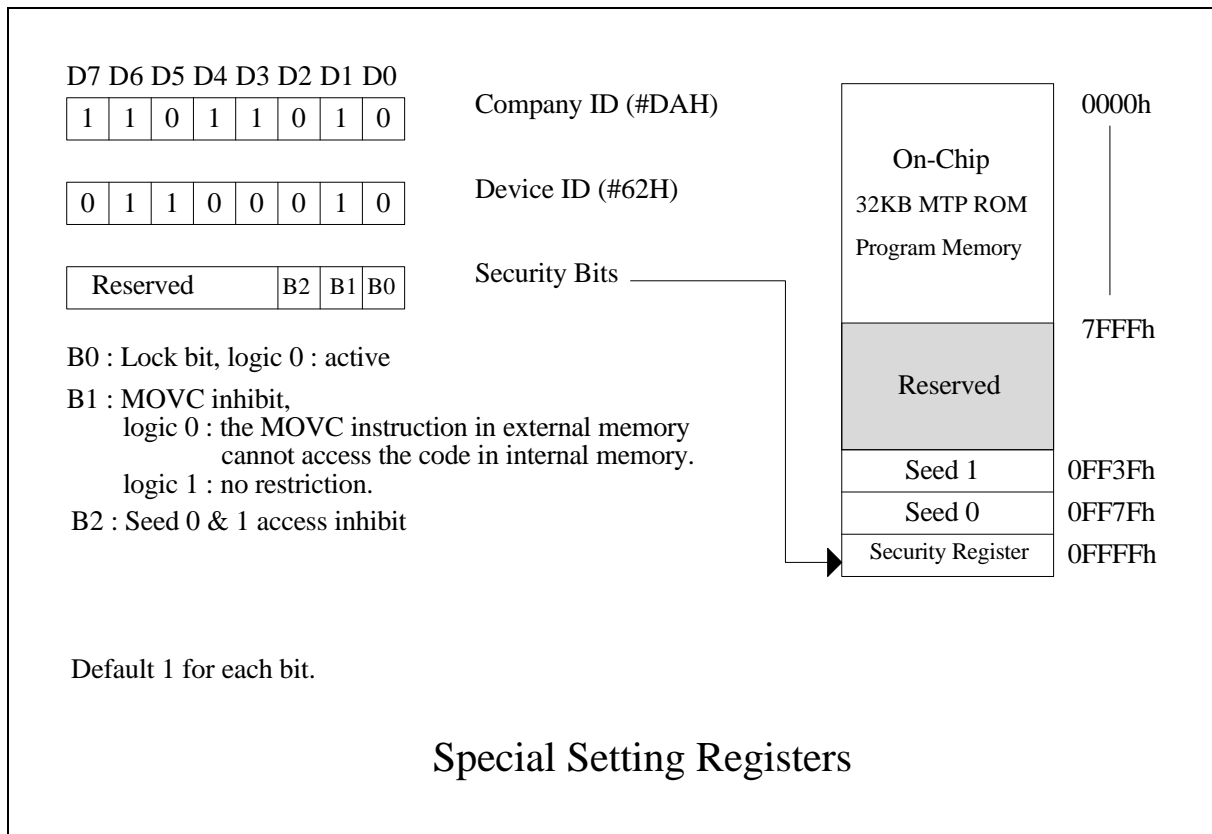 D7 D6 D5 D4 D3 D2 D1 D0
1 1 0 1 1 0 1 0
Company ID (#DAH)
0 1 1 0 0 0 1 0
Device ID (#62H)
Reserved B2 B1 B0
Security Bits
B0 : Lock bit, logic 0 : active
B1 : MOVC inhibit,
logic 0 : the MOVC instruction in external memory
cannot access the code in internal memory.
logic 1 : no restriction.
B2 : Seed 0 & 1 access inhibit
Default 1 for each bit.
On-Chip
32KB MTP ROM
Program Memory
0000h
7FFFh
Reserved
Seed 1 0FF3Fh
Seed 0 0FF7Fh
Security Register 0FFFFh
Special Setting Registers